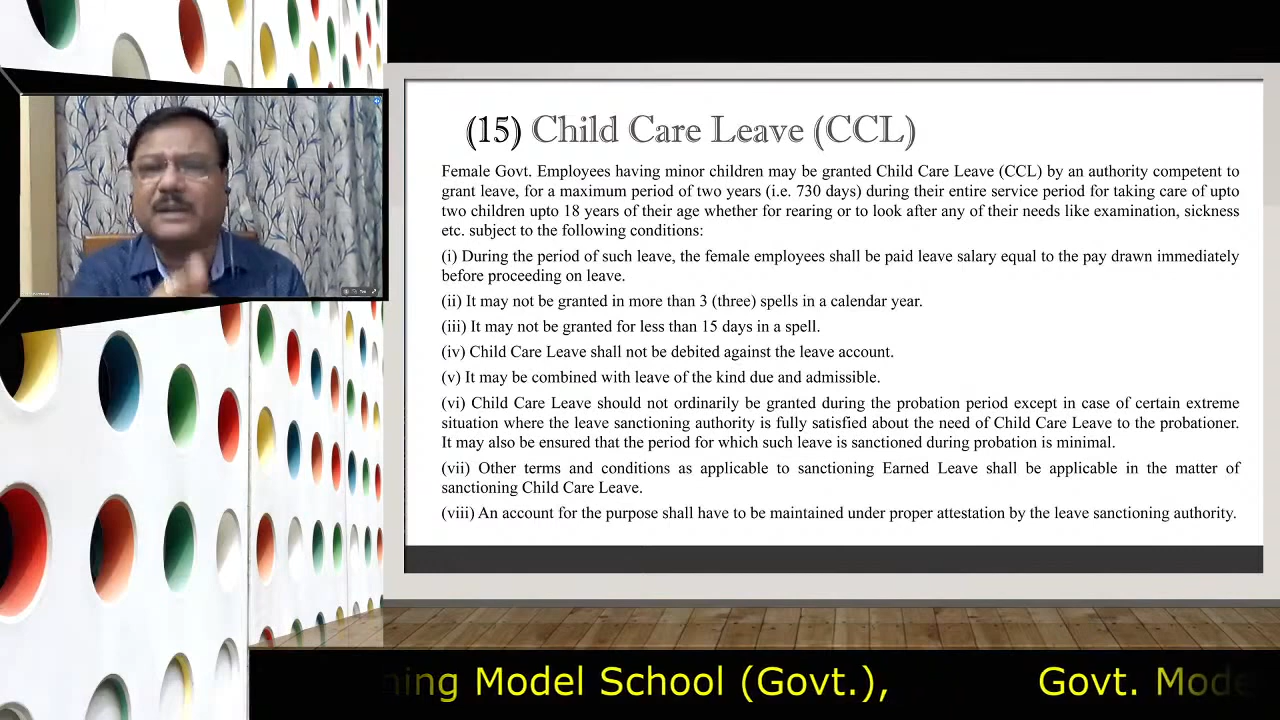 (15) Child Care Leave (CCL)
Female Govt. Employees having minor children may be granted Child Care Leave (CCL) by an authority competent to
grant leave, for a maximum period of two years (i.e. 730 days) during their entire service period for taking care of upto
two children upto 18 years of their age whether for rearing or to look after any of their needs like examination, sickness
etc. subject to the following conditions:
(i) During the period of such leave, the female employees shall be paid leave salary equal to the pay drawn immediately
before proceeding on leave.
(ii) It may not be granted in more than 3 (three) spells in a calendar year.
(iii) It may not be granted for less than 15 days in a spell.
(iv) Child Care Leave shall not be debited against the leave account.
(v) It may be combined with leave of the kind due and admissible.
(vi) Child Care Leave should not ordinarily be granted during the probation period except in case of certain extreme
situation where the leave sanctioning authority is fully satisfied about the need of Child Care Leave to the probationer.
It may also be ensured that the period for which such leave is sanctioned during probation is minimal.
(vii) Other terms and conditions as applicable to sanctioning Earned Leave shall be applicable in the matter of
sanctioning Child Care Leave.
(viii) An account for the purpose shall have to be maintained under proper attestation by the leave sanctioning authority.
ning Model School (Govt.), Govt. Mode